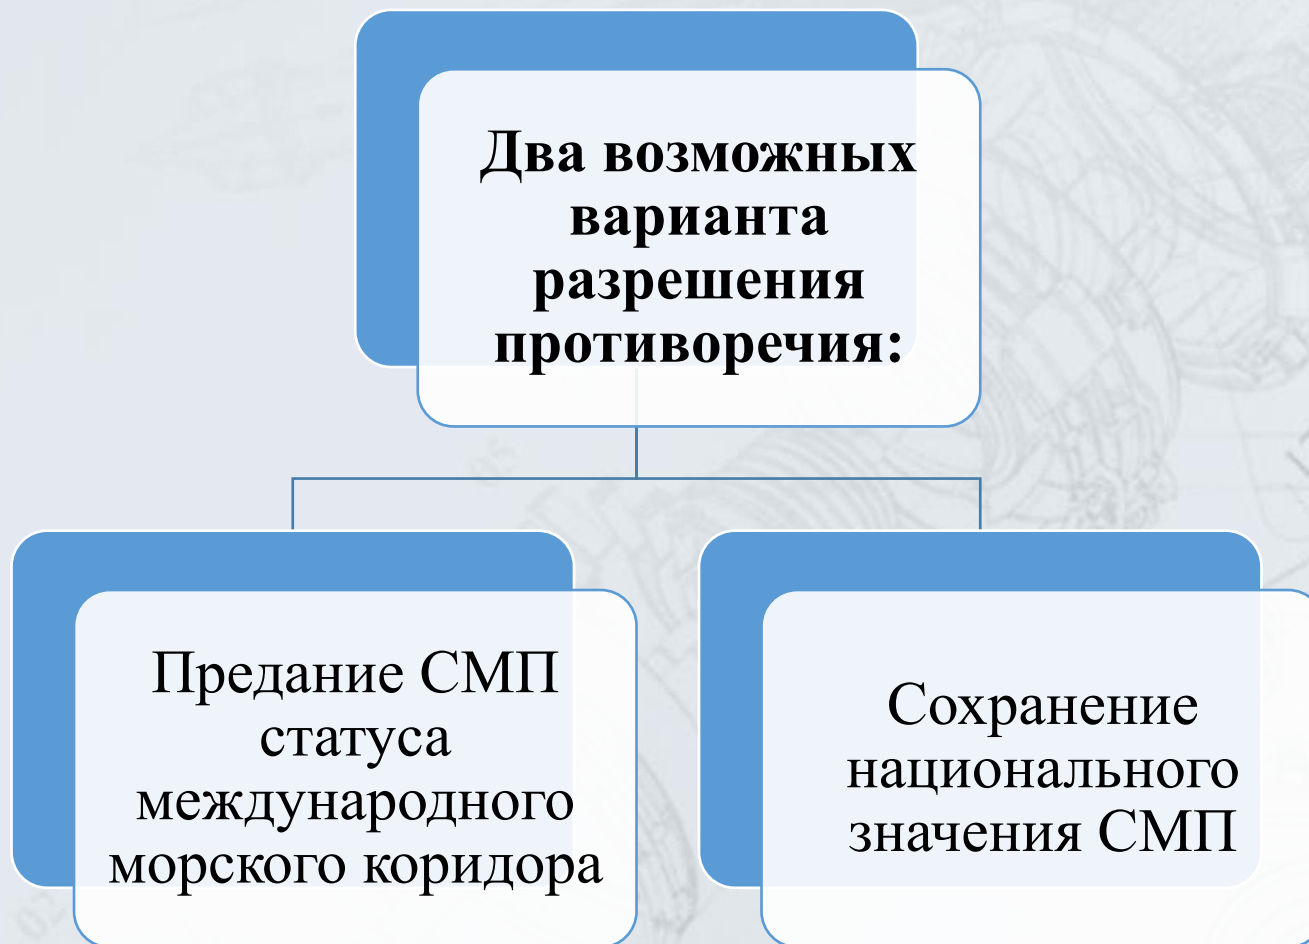 Два возможных
варианта
разрешения
противоречия:
Предание СМП
статуса
международного
морского коридора
Сохранение
национального
значения СМП